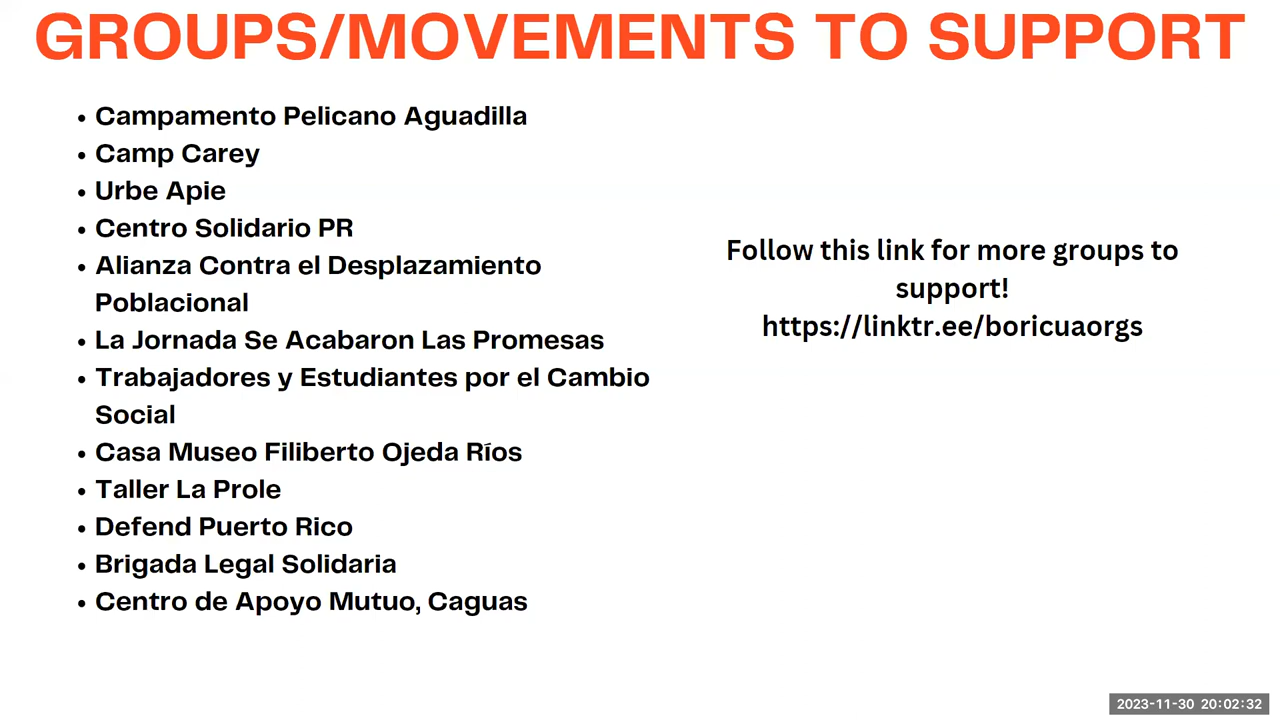 GROUPS/MOVEMENTS TO SUPPORT
• Campamento Pelicano Aguadilla
• Camp Carey
• Urbe Apie
• Centro Solidario PR
• Alianza Contra el Desplazamiento
Poblacional
• La Jornada Se Acabaron Las Promesas
• Trabajadores y Estudiantes por el Cambio
Social
• Casa Museo Filiberto Ojeda Ríos
• Taller La Prole
• Defend Puerto Rico
• Brigada Legal Solidaria
• Centro de Apoyo Mutuo, Caguas
Follow this link for more groups to
support!
https://linktr.ee/boricuaorgs
2023-11-30 20:02:32